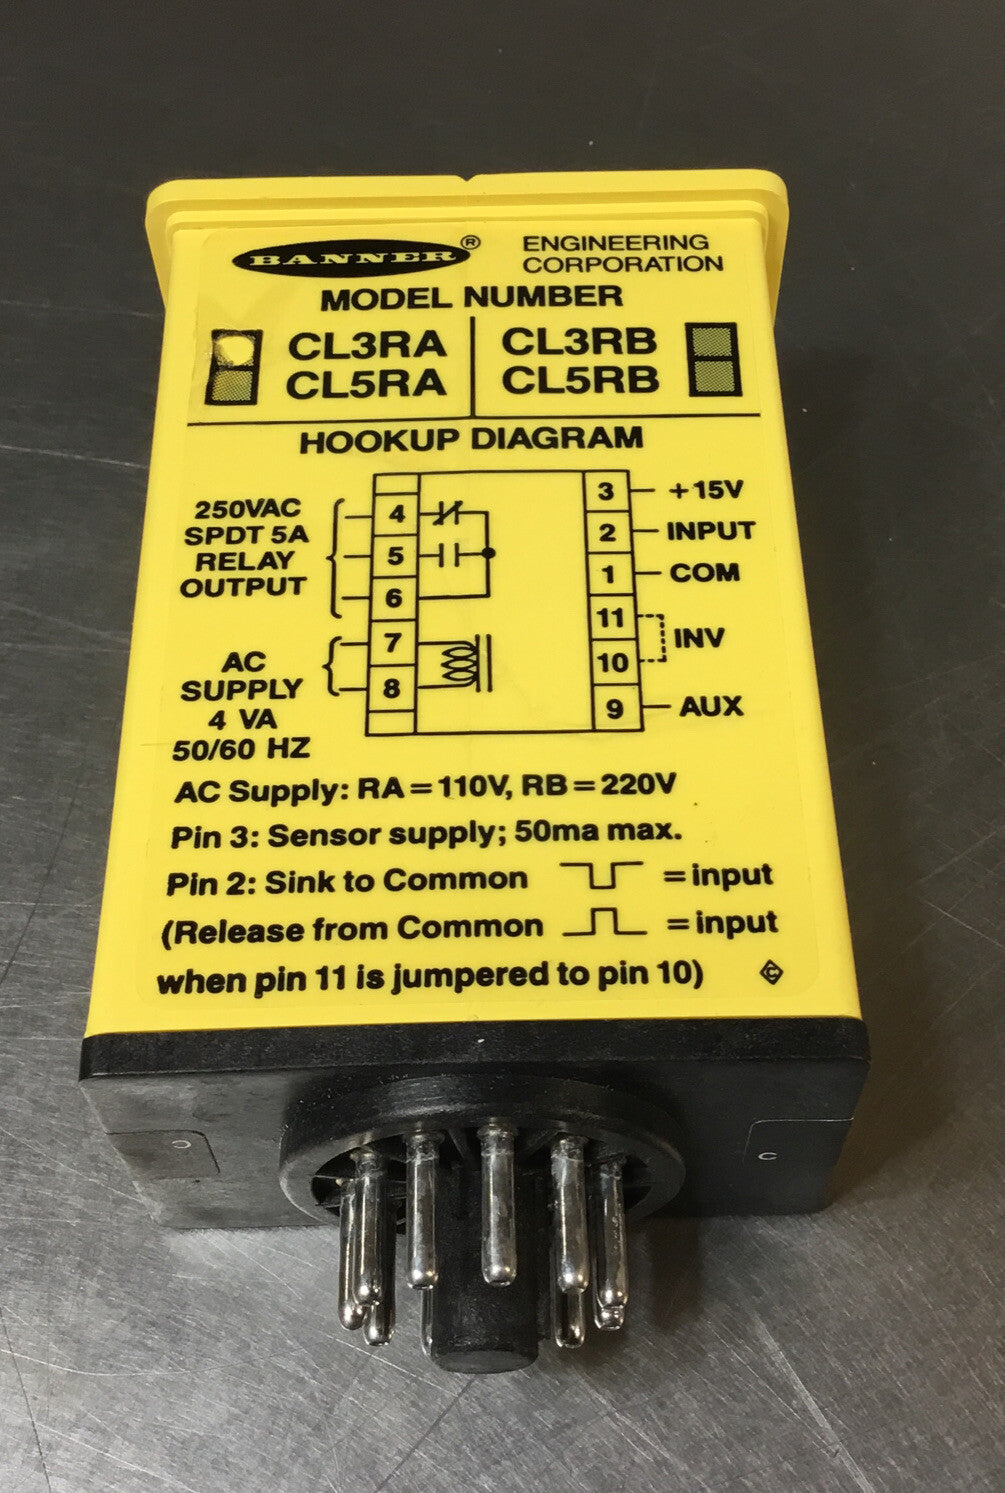 BANNER® ENGINEERING
CORPORATION
MODEL NUMBER
CL3RA CL3RB
CL5RA CL5RB
HOOKUP DIAGRAM
250VAC
SPDT 5A
RELAY
OUTPUT
4
5
6
AC
SUPPLY
4 VA
50/60 HZ
7
8
3 +15V
2 INPUT
1 COM
11
INV
10
9 AUX
AC Supply: RA=110V, RB=220V
Pin 3: Sensor supply; 50ma max.
Pin 2: Sink to Common =input
(Release from Common =input
when pin 11 is jumpered to pin 10) C